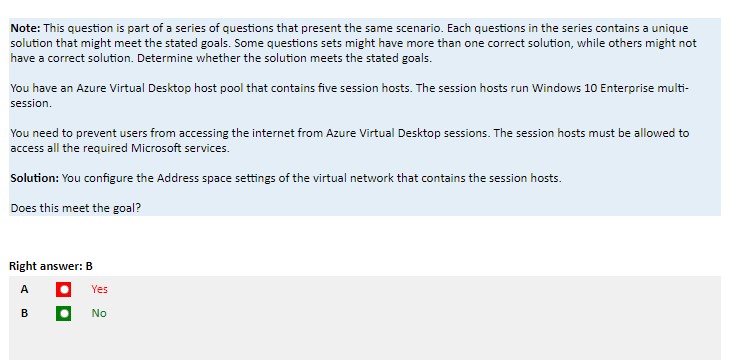 Note: This question is part of a series of questions that present the same scenario. Each questions in the series contains a unique
solution that might meet the stated goals. Some questions sets might have more than one correct solution, while others might not
have a correct solution. Determine whether the solution meets the stated goals.
You have an Azure Virtual Desktop host pool that contains five session hosts. The session hosts run Windows 10 Enterprise multi-
session.
You need to prevent users from accessing the internet from Azure Virtual Desktop sessions. The session hosts must be allowed to
access all the required Microsoft services.
Solution: You configure the Address space settings of the virtual network that contains the session hosts.
Does this meet the goal?
Right answer: B
A Yes
B No